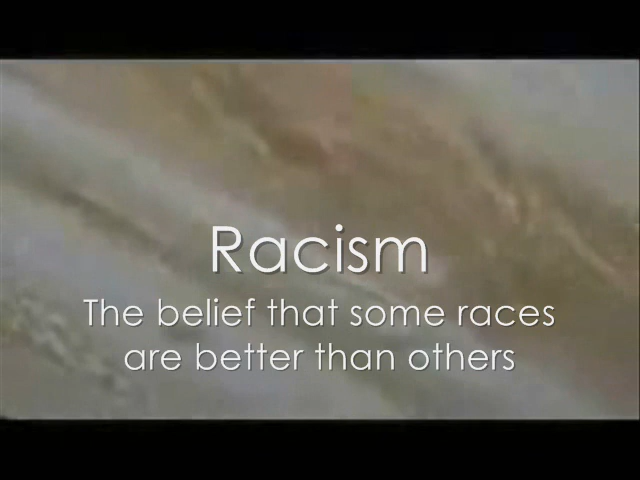 Racism
The belief that some races
are better than others